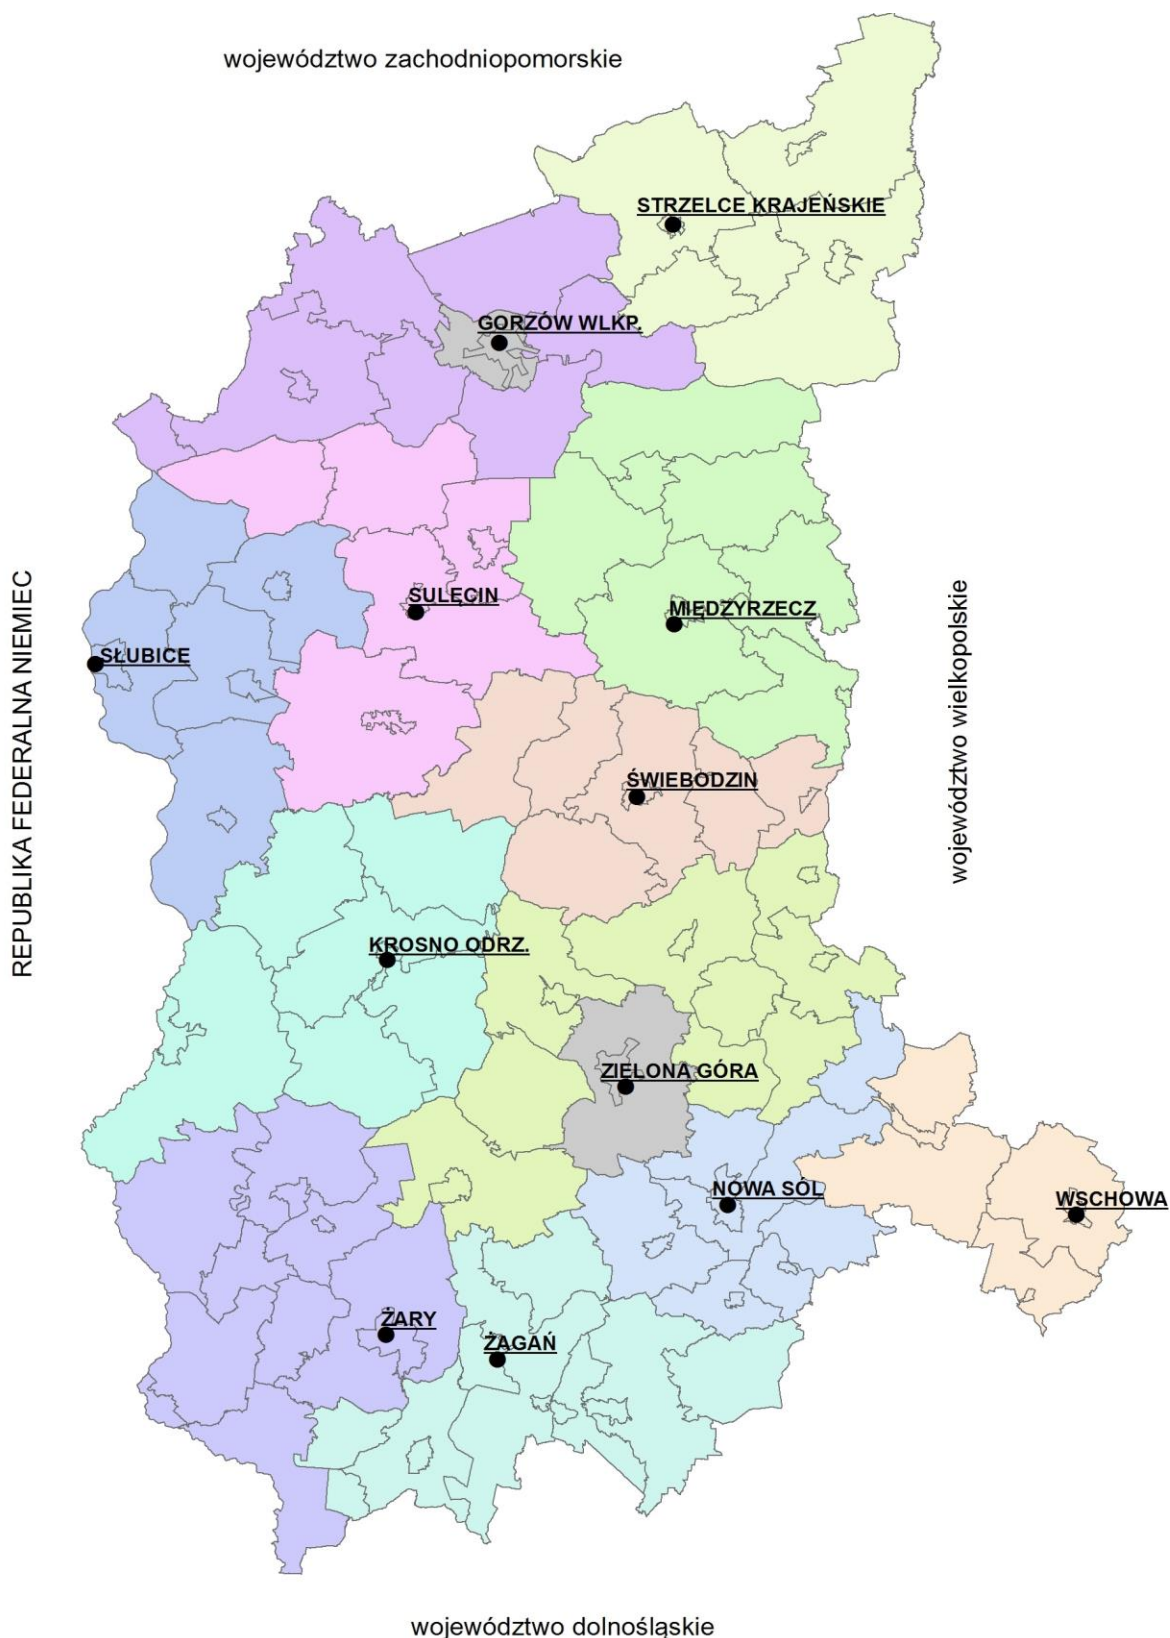 województwo zachodniopomorskie
STRZELCE KRAJEŃSKIE
GORZÓW WLKP.
REPUBLIKA FEDERALNA NIEMIEC
SULĘCIN
MIĘDZYRZECZ
województwo wielkopolskie
SŁUBICE
ŚWIEBODZIN
KROSNO ODRZ.
ZIELONA GÓRA
NOWA SÓL
WSCHOWA
ŻARY
ŻAGAŃ
województwo dolnośląskie